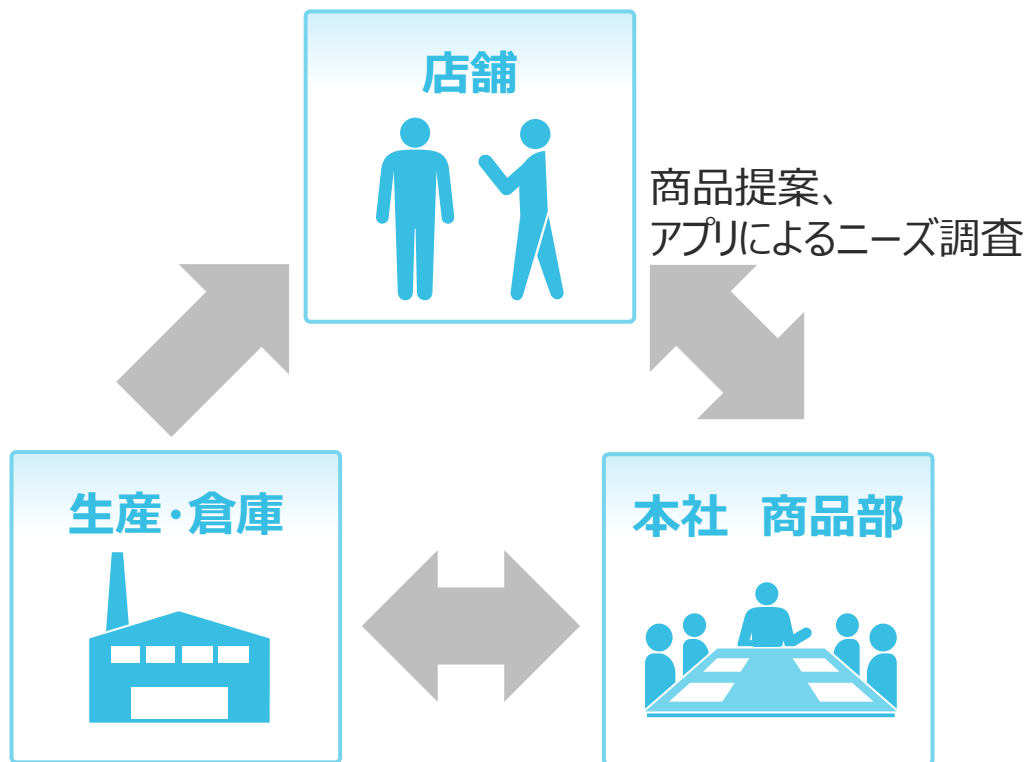 店舗
商品提案、
アプリによるニーズ調査
生産・倉庫
本社　商品部